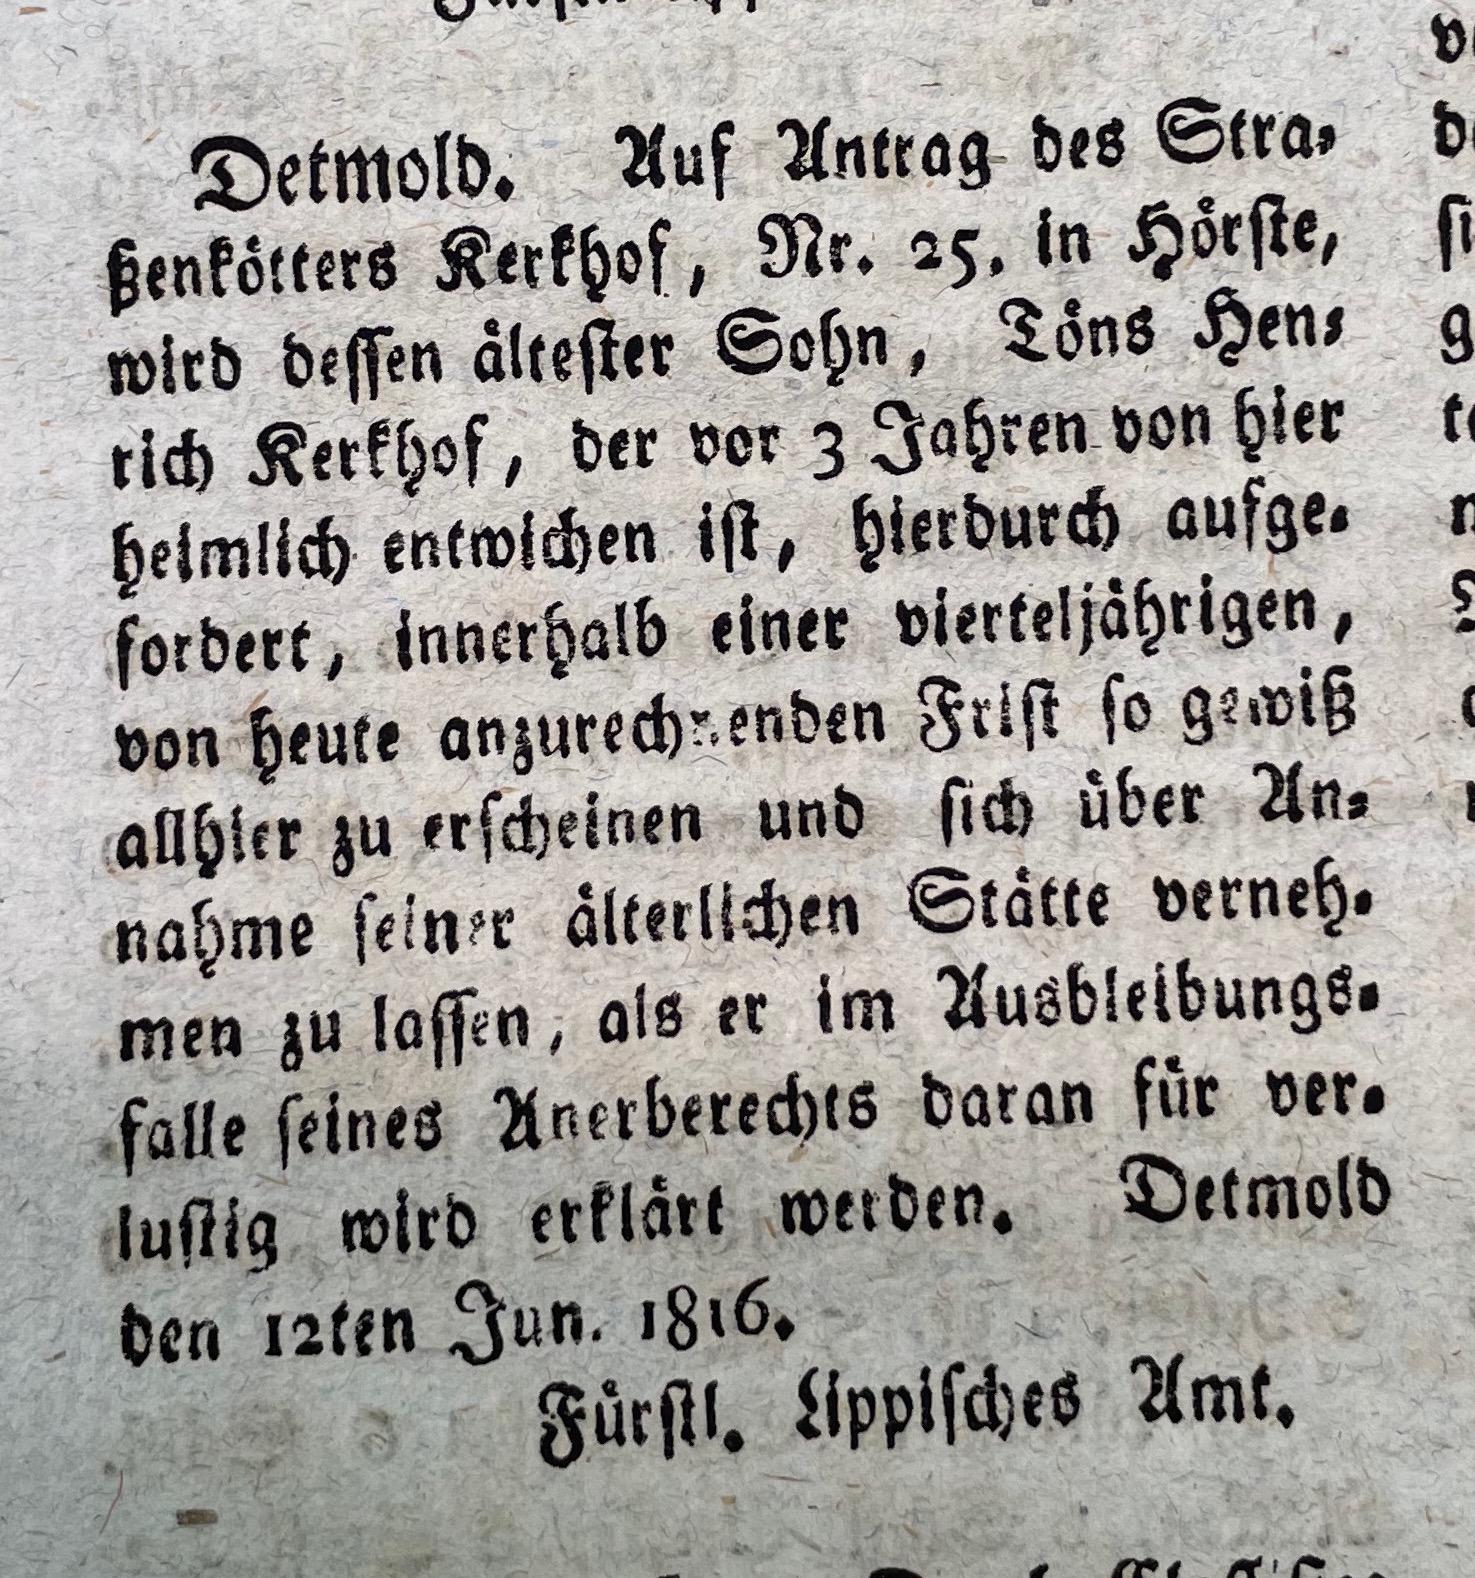 Detmold. Auf Antrag des Stra-
ßenkötters Kerkhof, Nr. 25. in Hörste,
wird dessen ältester Sohn, Töns Hen-
rich Kerkhof, der vor 3 Jahren von hier
heimlich entwichen ist, hierdurch aufge-
fordert, innerhalb einer vierteljährigen,
von heute anzurechnenden Frist so gewiß
allhier zu erscheinen und sich über An-
nahme seiner älterlichen Stätte verneh-
men zu lassen, als er im Ausbleibungs-
falle seines Anerberechts daran für ver-
lustig wird erklärt werden. Detmold
den 12ten Jun. 1816.
Fürstl. Lippisches Amt.